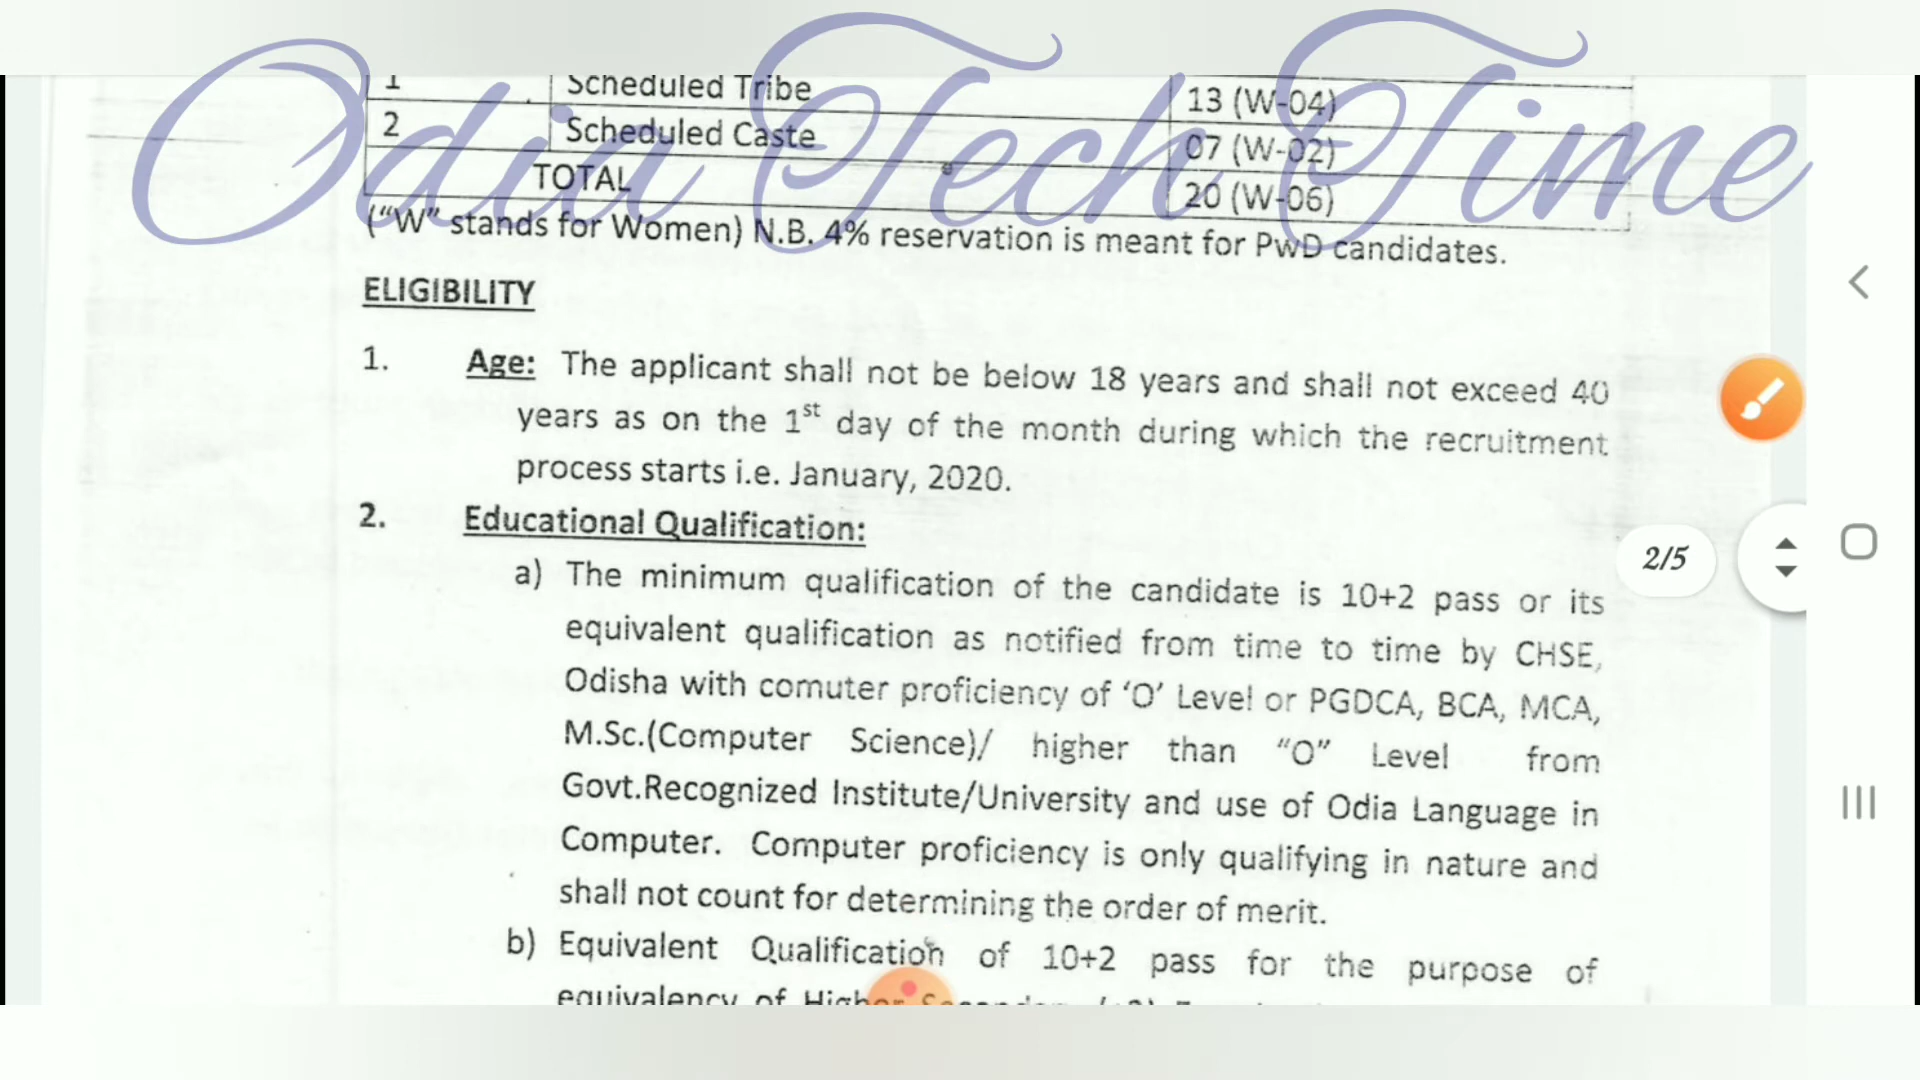 Odia Tech Time
1 Scheduled Tribe 13 (W-04)
2 Scheduled Caste 07 (W-02)
TOTAL 20 (W-06)
("W" stands for Women) N.B. 4% reservation is meant for PwD candidates.
ELIGIBILITY
1. Age: The applicant shall not be below 18 years and shall not exceed 40
years as on the 1st day of the month during which the recruitment
process starts i.e. January, 2020.
2. Educational Qualification:
a) The minimum qualification of the candidate is 10+2 pass or its
equivalent qualification as notified from time to time by CHSE,
Odisha with comuter proficiency of 'O' Level or PGDCA, BCA, MCA,
M.Sc.(Computer Science)/ higher than "O" Level from
Govt.Recognized Institute/University and use of Odia Language in
Computer. Computer proficiency is only qualifying in nature and
shall not count for determining the order of merit.
b) Equivalent Qualification of 10+2 pass for the purpose of
equivalency of Higher
2/5